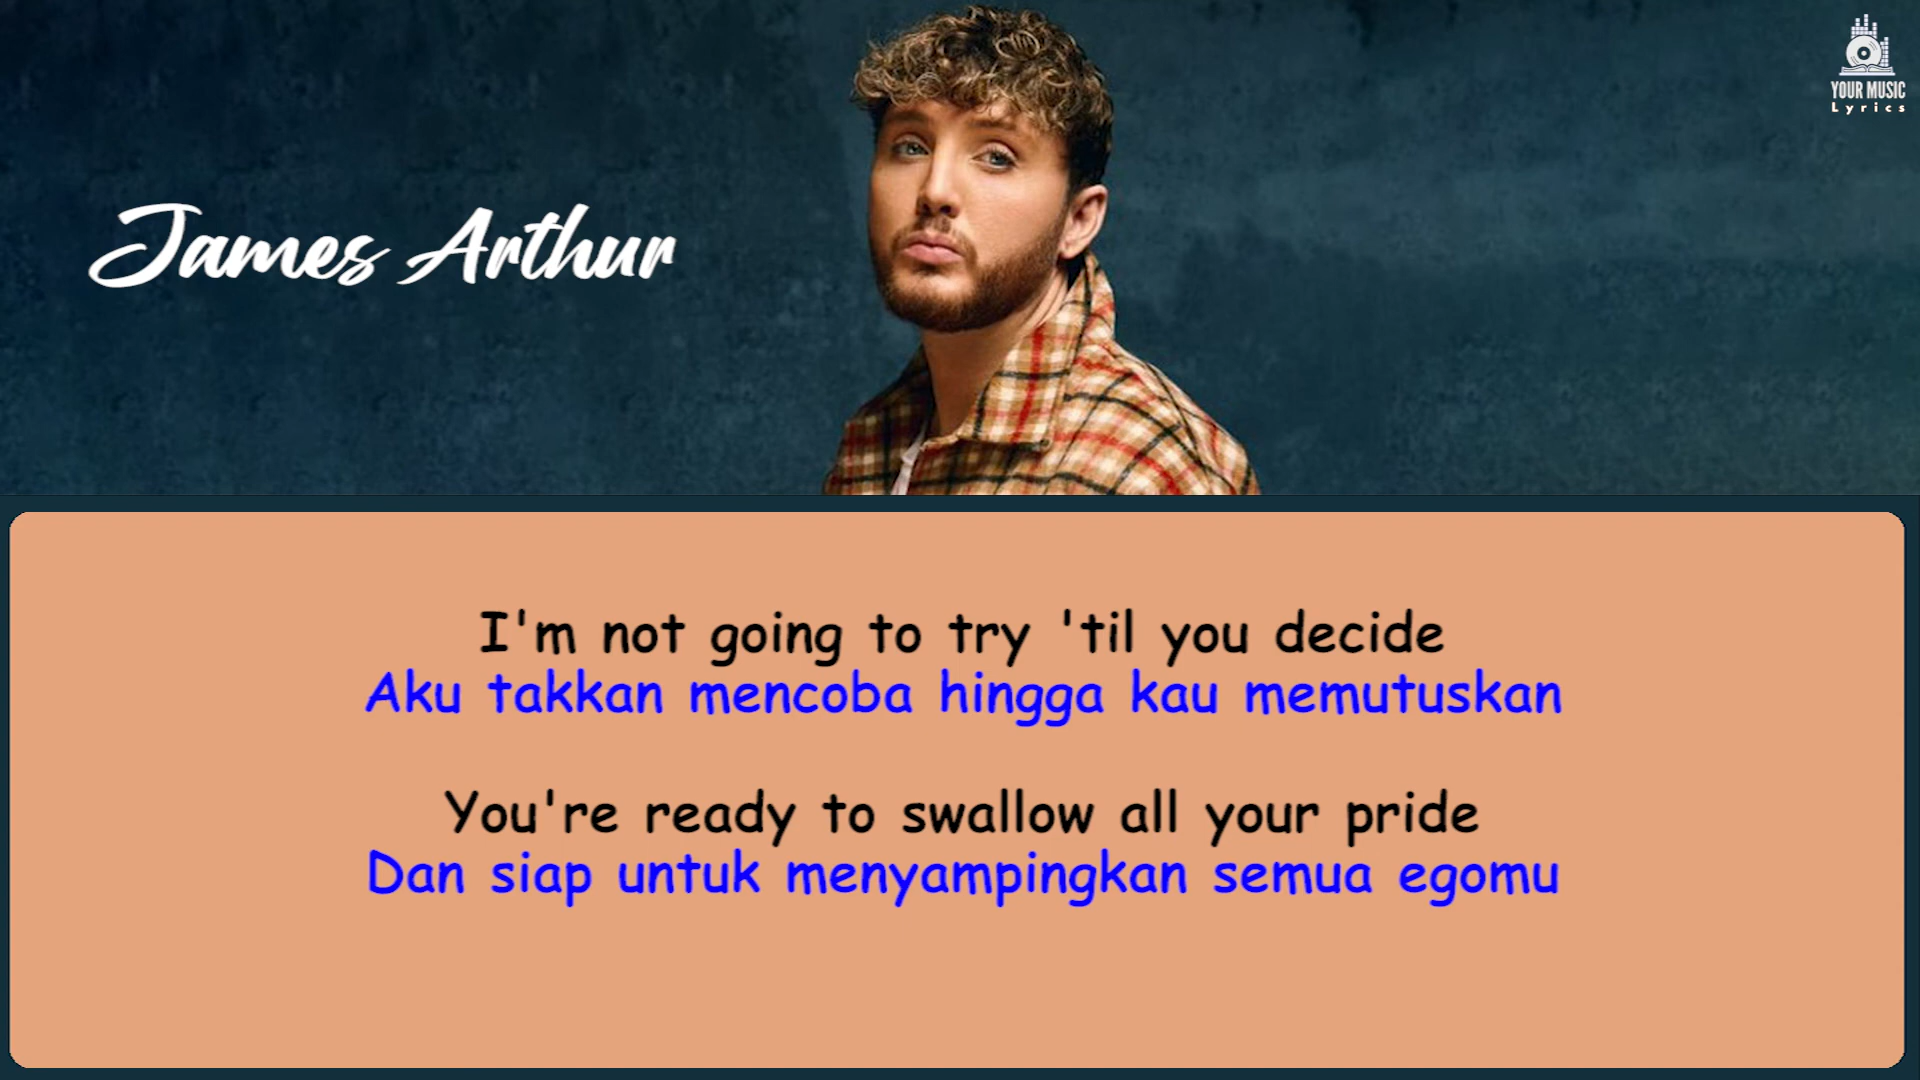 YOUR MUSIC
Lyrics
James Arthur
I'm not going to try 'til you decide
Aku takkan mencoba hingga kau memutuskan
You're ready to swallow all your pride
Dan siap untuk menyampingkan semua egomu